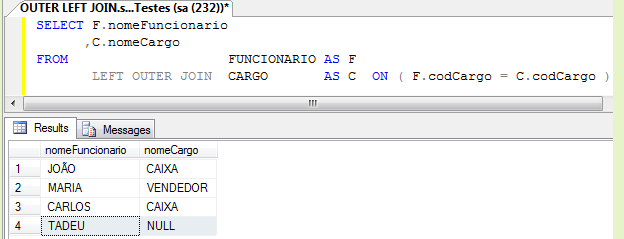 OUTER LEFT JOIN.s...Testes (sa (232))*
SELECT F.nomeFuncionario
,C.nomeCargo
FROM FUNCIONARIO AS F
LEFT OUTER JOIN CARGO AS C ON ( F.codCargo = C.codCargo )
Results Messages
nomeFuncionario nomeCargo
1 JOÃO CAIXA
2 MARIA VENDEDOR
3 CARLOS CAIXA
4 TADEU NULL